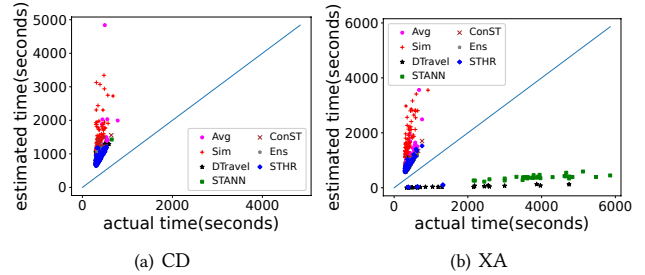 estimated time(seconds)
5000
4000
3000
2000
1000
0
Avg
Sim
DTravel
STANN
ConST
Ens
STHR
0
2000
4000
actual time(seconds)
(a) CD
estimated time(seconds)
6000
4000
2000
0
Avg
Sim
DTravel
STANN
ConST
Ens
STHR
0
2000
4000
6000
actual time(seconds)
(b) XA